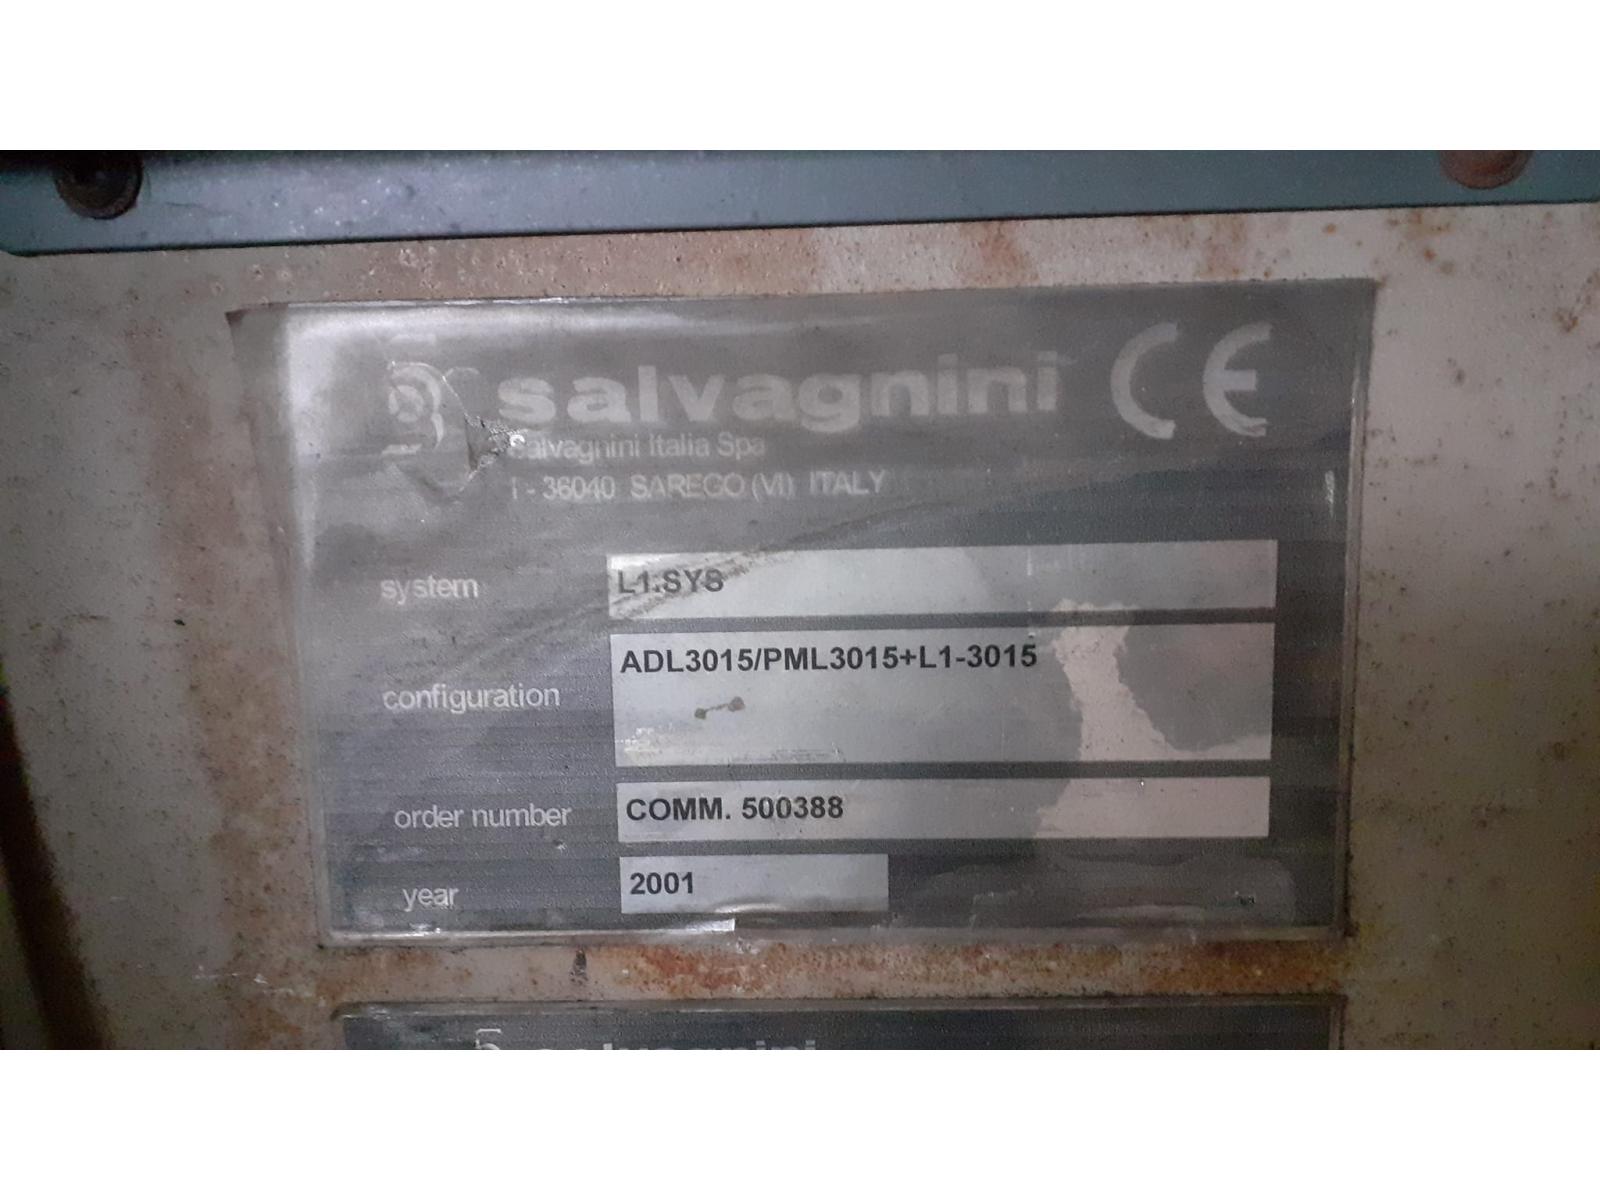 salvagnini CE
Salvagnini Italia Spa
I - 36040 SAREGO (VI) ITALY
system L1.SYS
configuration ADL3015/PML3015+L1-3015
order number COMM. 500388
year 2001
salvagnini